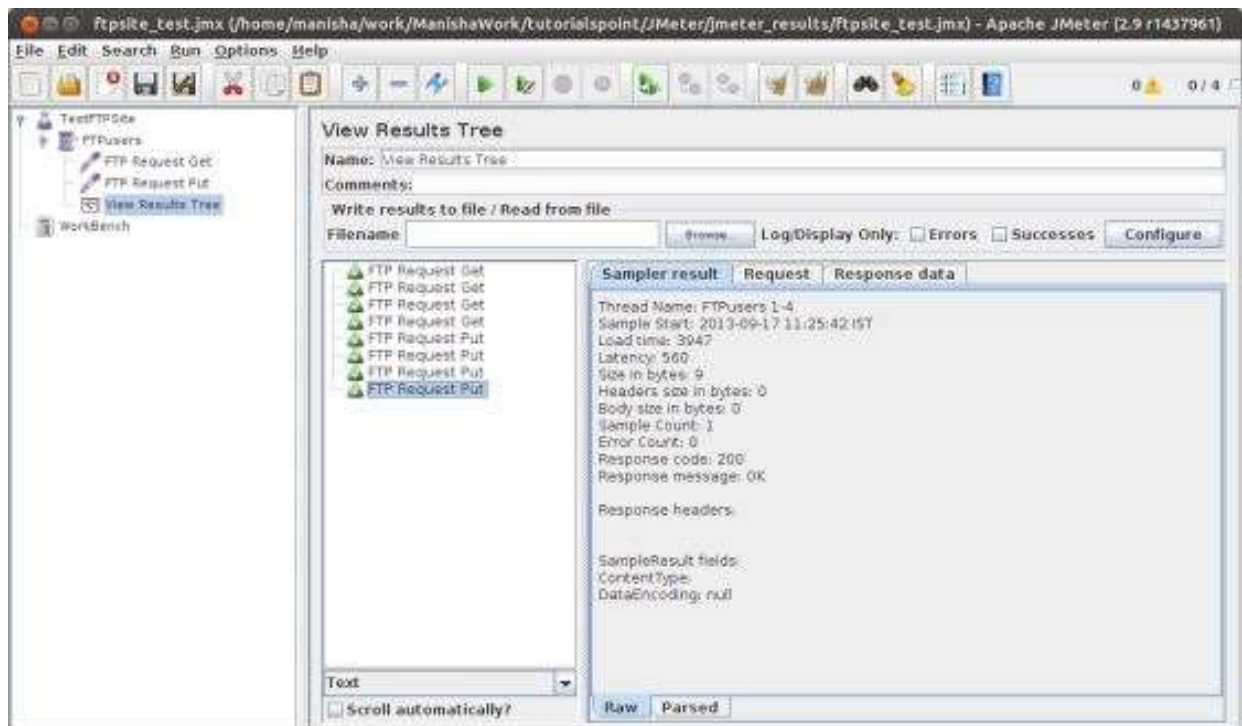 ftpsite_test.jmx (/home/manisha/work/ManishaWork/tutorialspoint/JMeter/jmeter_results/ftpsite_test.jmx) - Apache JMeter (2.9 r1437961)
File Edit Search Run Options Help
0 0 / 4
TestFTPSite
FTPusers
FTP Request Get
FTP Request Put
View Results Tree
WorkBench
View Results Tree
Name: View Results Tree
Comments:
Write results to file / Read from file
Filename Browse... Log/Display Only: Errors Successes Configure
FTP Request Get
FTP Request Get
FTP Request Get
FTP Request Get
FTP Request Put
FTP Request Put
FTP Request Put
FTP Request Put
Text
Scroll automatically?
Sampler result Request Response data
Thread Name: FTPusers 1-4
Sample Start: 2013-09-17 11:25:42 IST
Load time: 3947
Latency: 560
Size in bytes: 9
Headers size in bytes: 0
Body size in bytes: 0
Sample Count: 1
Error Count: 0
Response code: 200
Response message: OK
Response headers:
SampleResult fields:
ContentType:
DataEncoding: null
Raw Parsed